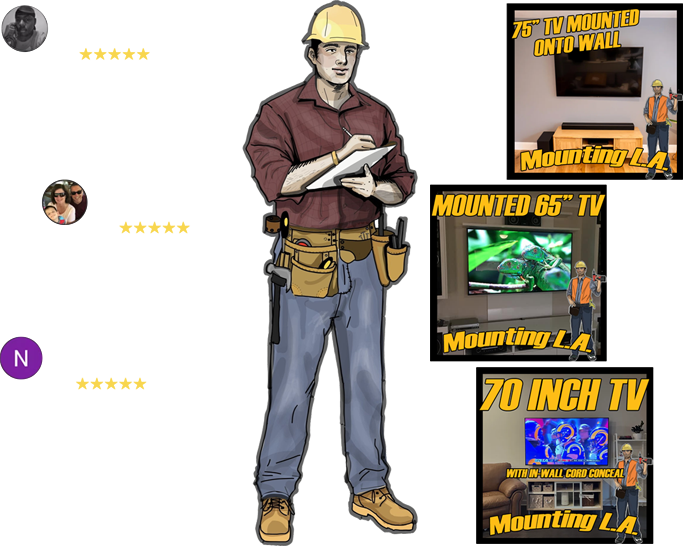 75" TV MOUNTED
ONTO WALL
Mounting L.A.
MOUNTED 65" TV
Mounting L.A.
N
70 INCH TV
WITH IN-WALL CORD CONCEAL
Mounting L.A.